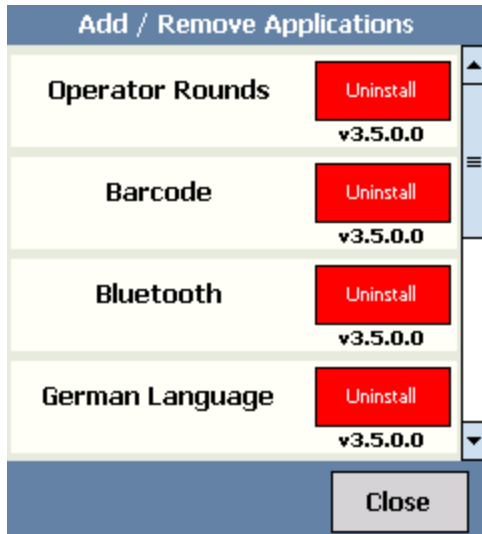 Add / Remove Applications
Operator Rounds
Uninstall
v3.5.0.0
Barcode
Uninstall
v3.5.0.0
Bluetooth
Uninstall
v3.5.0.0
German Language
Uninstall
v3.5.0.0
Close